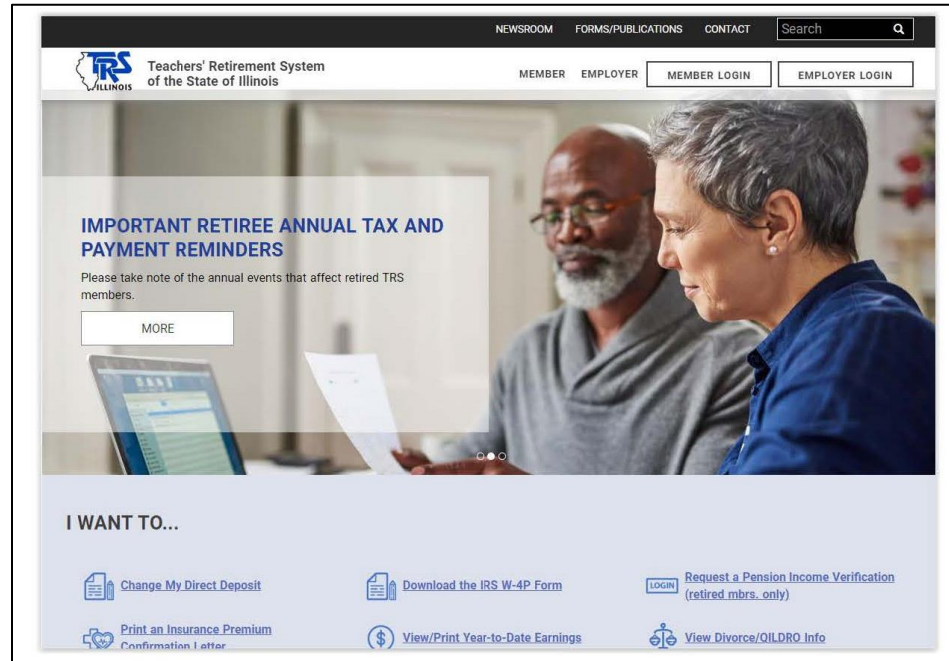 NEWSROOM FORMS/PUBLICATIONS CONTACT Search
TRS
ILLINOIS
Teachers' Retirement System
of the State of Illinois
MEMBER EMPLOYER MEMBER LOGIN EMPLOYER LOGIN
IMPORTANT RETIREE ANNUAL TAX AND
PAYMENT REMINDERS
Please take note of the annual events that affect retired TRS
members.
MORE
I WANT TO...
Change My Direct Deposit
Download the IRS W-4P Form
LOGIN
Request a Pension Income Verification
(retired mbrs. only)
Print an Insurance Premium
Confirmation Letter
$
View/Print Year-to-Date Earnings
View Divorce/QILDRO Info